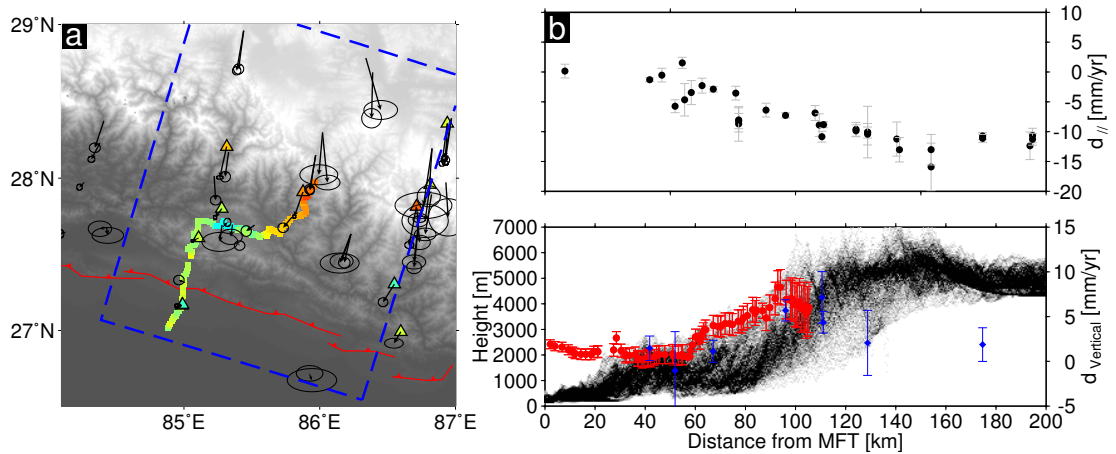 a
29°N
28°N
27°N
85°E
86°E
87°E
b
10
5
0
-5
-10
-15
-20
d// [mm/yr]
7000
6000
5000
4000
3000
2000
1000
0
Height [m]
15
10
5
0
-5
d vertical [mm/yr]
0 20 40 60 80 100 120 140 160 180 200
Distance from MFT [km]